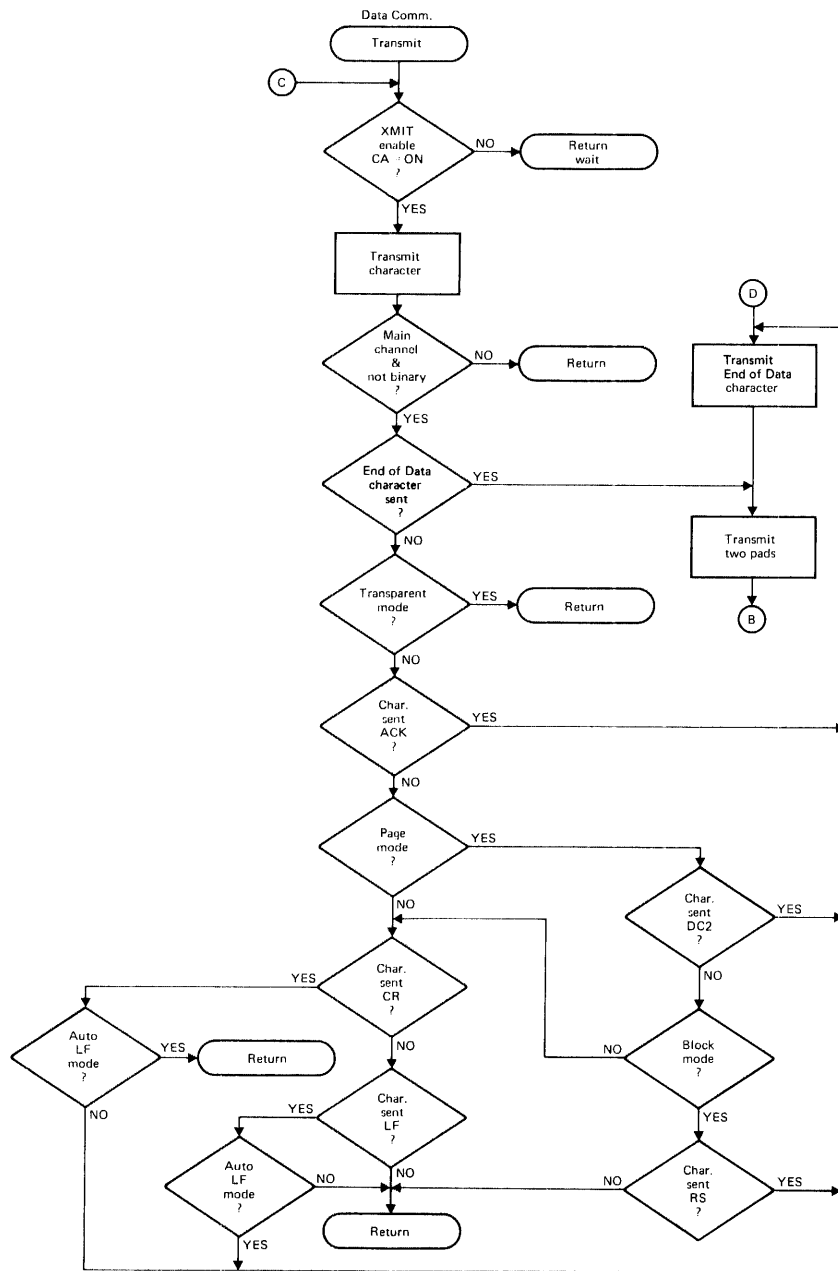 Data Comm.
Transmit
C
XMIT
enable
CA = ON
?
NO
Return
wait
YES
Transmit
character
D
Main
channel
&
not binary
?
NO
Return
Transmit
End of Data
character
YES
End of Data
character
sent
?
YES
NO
Transmit
two pads
Transparent
mode
?
YES
Return
B
NO
Char.
sent
ACK
?
YES
NO
Page
mode
?
YES
NO
Char.
sent
DC2
?
YES
NO
Char.
sent
CR
?
YES
NO
Auto
LF
mode
?
YES
Return
NO
Block
mode
?
NO
YES
Char.
sent
LF
?
YES
NO
Auto
LF
mode
?
NO
YES
Char.
sent
RS
?
NO
YES
Return